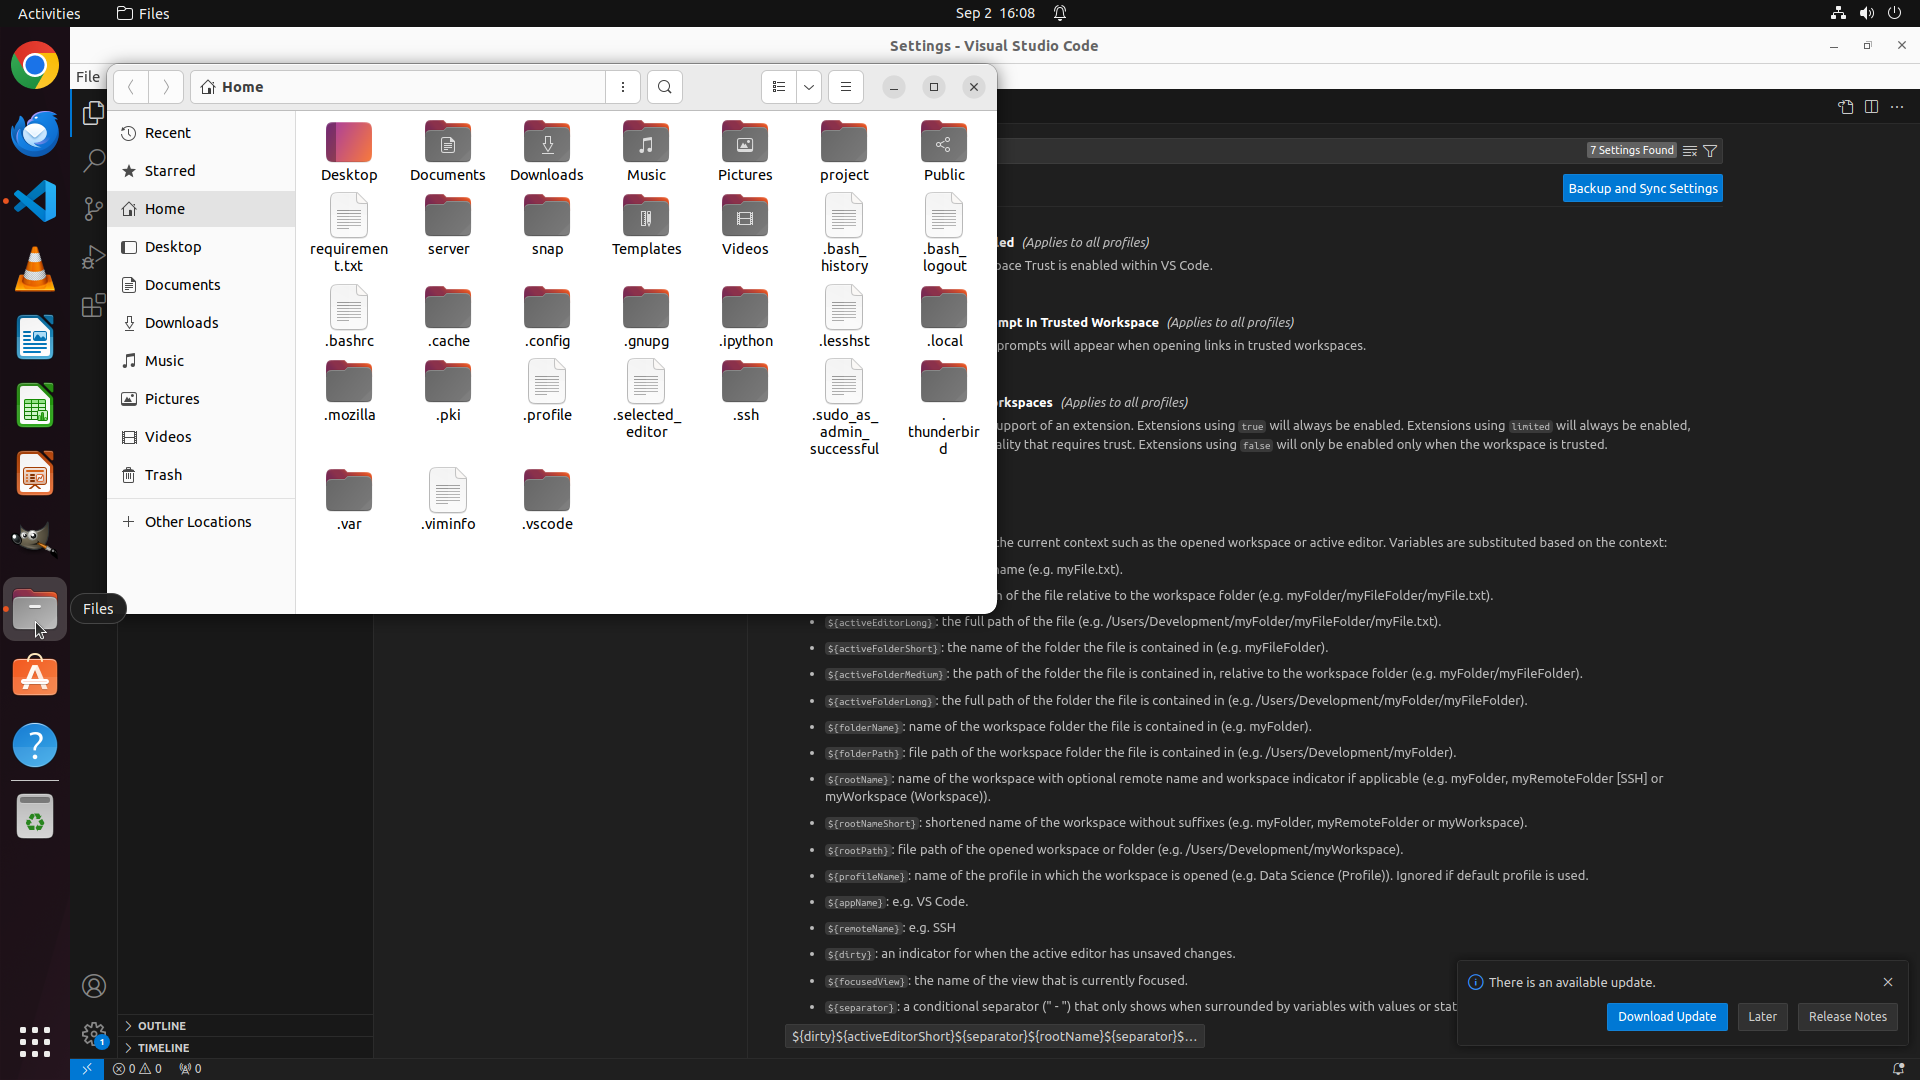 Activities
Files
Sep 2 16:08
Settings - Visual Studio Code
File
Home
Recent
Starred
Home
Desktop
Documents
Downloads
Music
Pictures
Videos
Trash
Other Locations
Desktop
Documents
Downloads
Music
Pictures
project
Public
requiremen
t.txt
server
snap
Templates
Videos
.bash_
history
.bash_
logout
.bashrc
.cache
.config
.gnupg
.ipython
.lesshst
.local
.mozilla
.pki
.profile
.selected_
editor
.ssh
.sudo_as_
admin_
successful
.
thunderbir
d
.var
.viminfo
.vscode
Files
7 Settings Found
Backup and Sync Settings
led (Applies to all profiles)
pace Trust is enabled within VS Code.
mpt In Trusted Workspace (Applies to all profiles)
prompts will appear when opening links in trusted workspaces.
rkspaces (Applies to all profiles)
upport of an extension. Extensions using true will always be enabled. Extensions using limited will always be enabled,
ality that requires trust. Extensions using false will only be enabled only when the workspace is trusted.
the current context such as the opened workspace or active editor. Variables are substituted based on the context:
name (e.g. myFile.txt).
h of the file relative to the workspace folder (e.g. myFolder/myFileFolder/myFile.txt).
${activeEditorLong}: the full path of the file (e.g. /Users/Development/myFolder/myFileFolder/myFile.txt).
${activeFolderShort}: the name of the folder the file is contained in (e.g. myFileFolder).
${activeFolderMedium}: the path of the folder the file is contained in, relative to the workspace folder (e.g. myFolder/myFileFolder).
${activeFolderLong}: the full path of the folder the file is contained in (e.g. /Users/Development/myFolder/myFileFolder).
${folderName}: name of the workspace folder the file is contained in (e.g. myFolder).
${folderPath}: file path of the workspace folder the file is contained in (e.g. /Users/Development/myFolder).
${rootName}: name of the workspace with optional remote name and workspace indicator if applicable (e.g. myFolder, myRemoteFolder [SSH] or
myWorkspace (Workspace)).
${rootNameShort}: shortened name of the workspace without suffixes (e.g. myFolder, myRemoteFolder or myWorkspace).
${rootPath}: file path of the opened workspace or folder (e.g. /Users/Development/myWorkspace).
${profileName}: name of the profile in which the workspace is opened (e.g. Data Science (Profile)). Ignored if default profile is used.
${appName}: e.g. VS Code.
${remoteName}: e.g. SSH
${dirty}: an indicator for when the active editor has unsaved changes.
${focusedView}: the name of the view that is currently focused.
${separator}: a conditional separator (" - ") that only shows when surrounded by variables with values or stat
${dirty}${activeEditorShort}${separator}${rootName}${separator}$...
There is an available update.
Download Update
Later
Release Notes
OUTLINE
TIMELINE
1
0 0 0